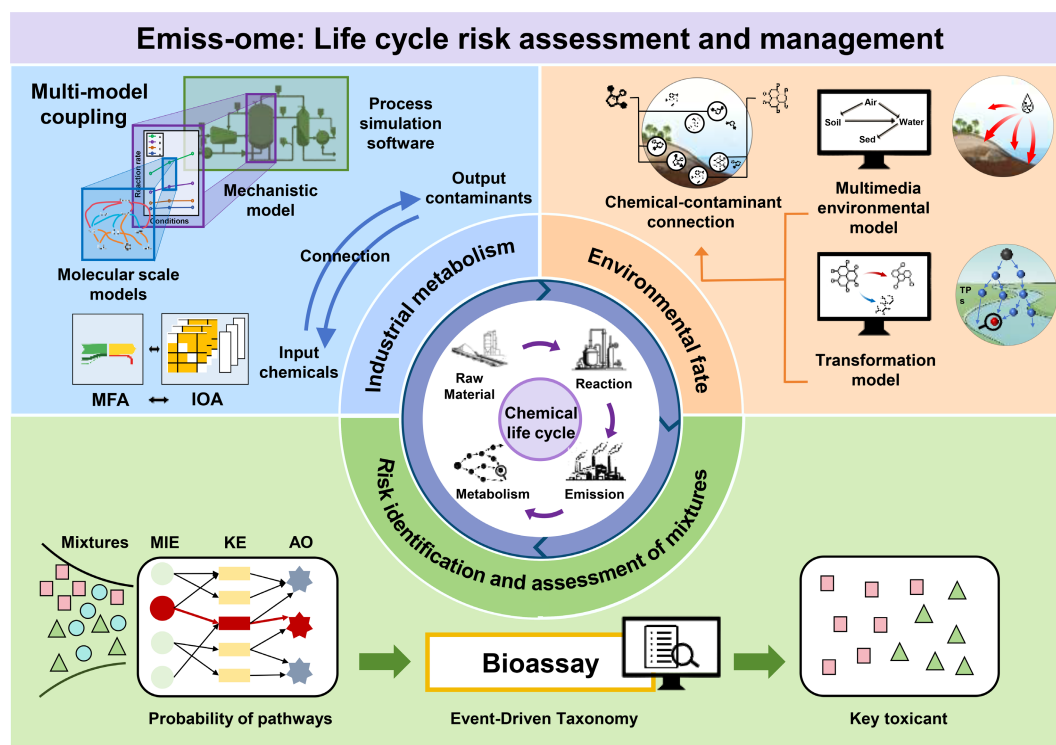 Emiss-ome: Life cycle risk assessment and management
Multi-model
coupling
Process
simulation
software
Reaction rate
Conditions
Mechanistic
model
Output
contaminants
Connection
Molecular scale
models
Input
chemicals
MFA
IOA
Chemical-contaminant
connection
Air
Soil
Water
Sed
Multimedia
environmental
model
TP
s
Transformation
model
Industrial metabolism
Environmental fate
Risk identification and assessment of mixtures
Raw
Material
Reaction
Chemical
life cycle
Metabolism
Emission
Mixtures
MIE
KE
AO
Bioassay
Probability of pathways
Event-Driven Taxonomy
Key toxicant